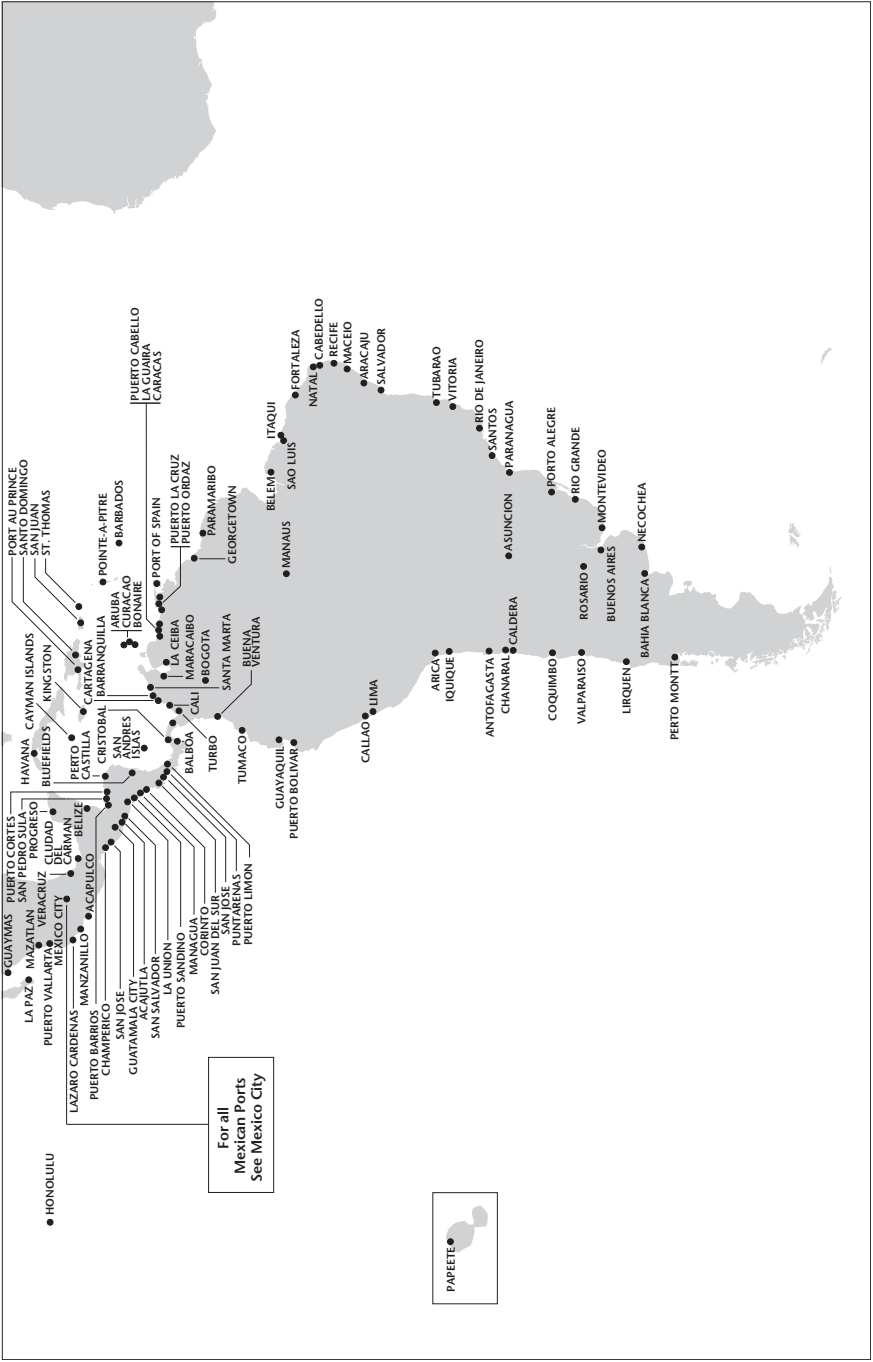 GUAYMAS
LA PAZ
MAZATLAN
PUERTO VALLARTA
VERACRUZ
MEXICO CITY
LAZARO CARDENAS
MANZANILLO
ACAPULCO
PUERTO CORTES
SAN PEDRO SULA
PROGRESO
CLUDAD
DEL
CARMAN
BELIZE
PUERTO BARRIOS
CHAMPERICO
SAN JOSE
GUATAMALA CITY
ACAJUTLA
SAN SALVADOR
LA UNION
PUERTO SANDINO
MANAGUA
CORINTO
SAN JUAN DEL SUR
SAN JOSE
PUNTARENAS
PUERTO LIMON
HAVANA
BLUEFIELDS
CAYMAN ISLANDS
KINGSTON
PERTO
CASTILLA
CRISTOBAL
SAN
ANDRES
ISLAS
BALBOA
CARTAGENA
BARRANQUILLA
PORT AU PRINCE
SANTO DOMINGO
SAN JUAN
ST. THOMAS
POINTE-A-PITRE
BARBADOS
ARUBA
CURACAO
BONAIRE
PUERTO CABELLO
LA GUAIRA
CARACAS
PORT OF SPAIN
PUERTO LA CRUZ
PUERTO ORDAZ
PARAMARIBO
GEORGETOWN
LA CEIBA
MARACAIBO
BOGOTA
SANTA MARTA
CALI
BUENA
VENTURA
TURBO
TUMACO
GUAYAQUIL
PUERTO BOLIVAR
BELEM
ITAQUI
SAO LUIS
MANAUS
FORTALEZA
NATAL
CABEDELLO
RECIFE
MACEIO
ARACAJU
SALVADOR
CALLAO
LIMA
TUBARAO
VITORIA
RIO DE JANEIRO
SANTOS
PARANAGUA
ARICA
IQUIQUE
ANTOFAGASTA
CHANARAL
CALDERA
ASUNCION
COQUIMBO
VALPARAISO
PORTO ALEGRE
RIO GRANDE
MONTEVIDEO
ROSARIO
BUENOS AIRES
NECOCHEA
BAHIA BLANCA
LIRQUEN
PERTO MONTT
HONOLULU
For all
Mexican Ports
See Mexico City
PAPEETE